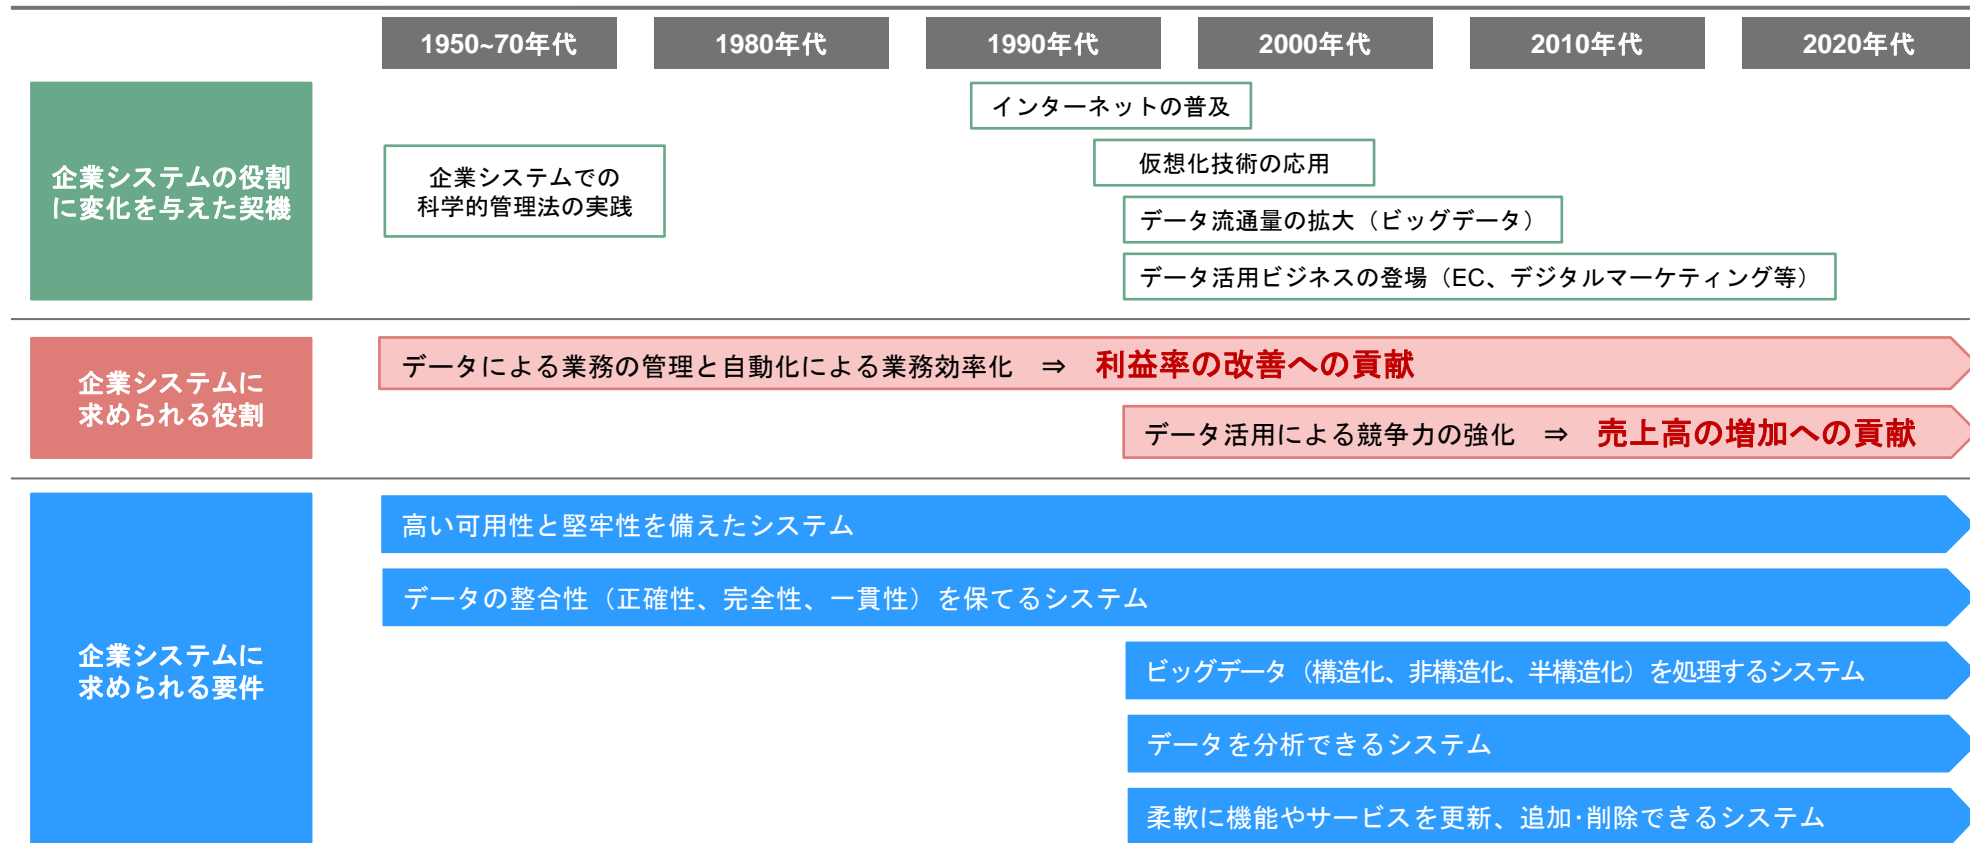 1950~70年代
1980年代
1990年代
2000年代
2010年代
2020年代
企業システムの役割
に変化を与えた契機
インターネットの普及
企業システムでの
科学的管理法の実践
仮想化技術の応用
データ流通量の拡大（ビッグデータ）
データ活用ビジネスの登場（EC、デジタルマーケティング等）
企業システムに
求められる役割
データによる業務の管理と自動化による業務効率化 ⇒ 利益率の改善への貢献
データ活用による競争力の強化 ⇒ 売上高の増加への貢献
企業システムに
求められる要件
高い可用性と堅牢性を備えたシステム
データの整合性（正確性、完全性、一貫性）を保てるシステム
ビッグデータ（構造化、非構造化、半構造化）を処理するシステム
データを分析できるシステム
柔軟に機能やサービスを更新、追加･削除できるシステム